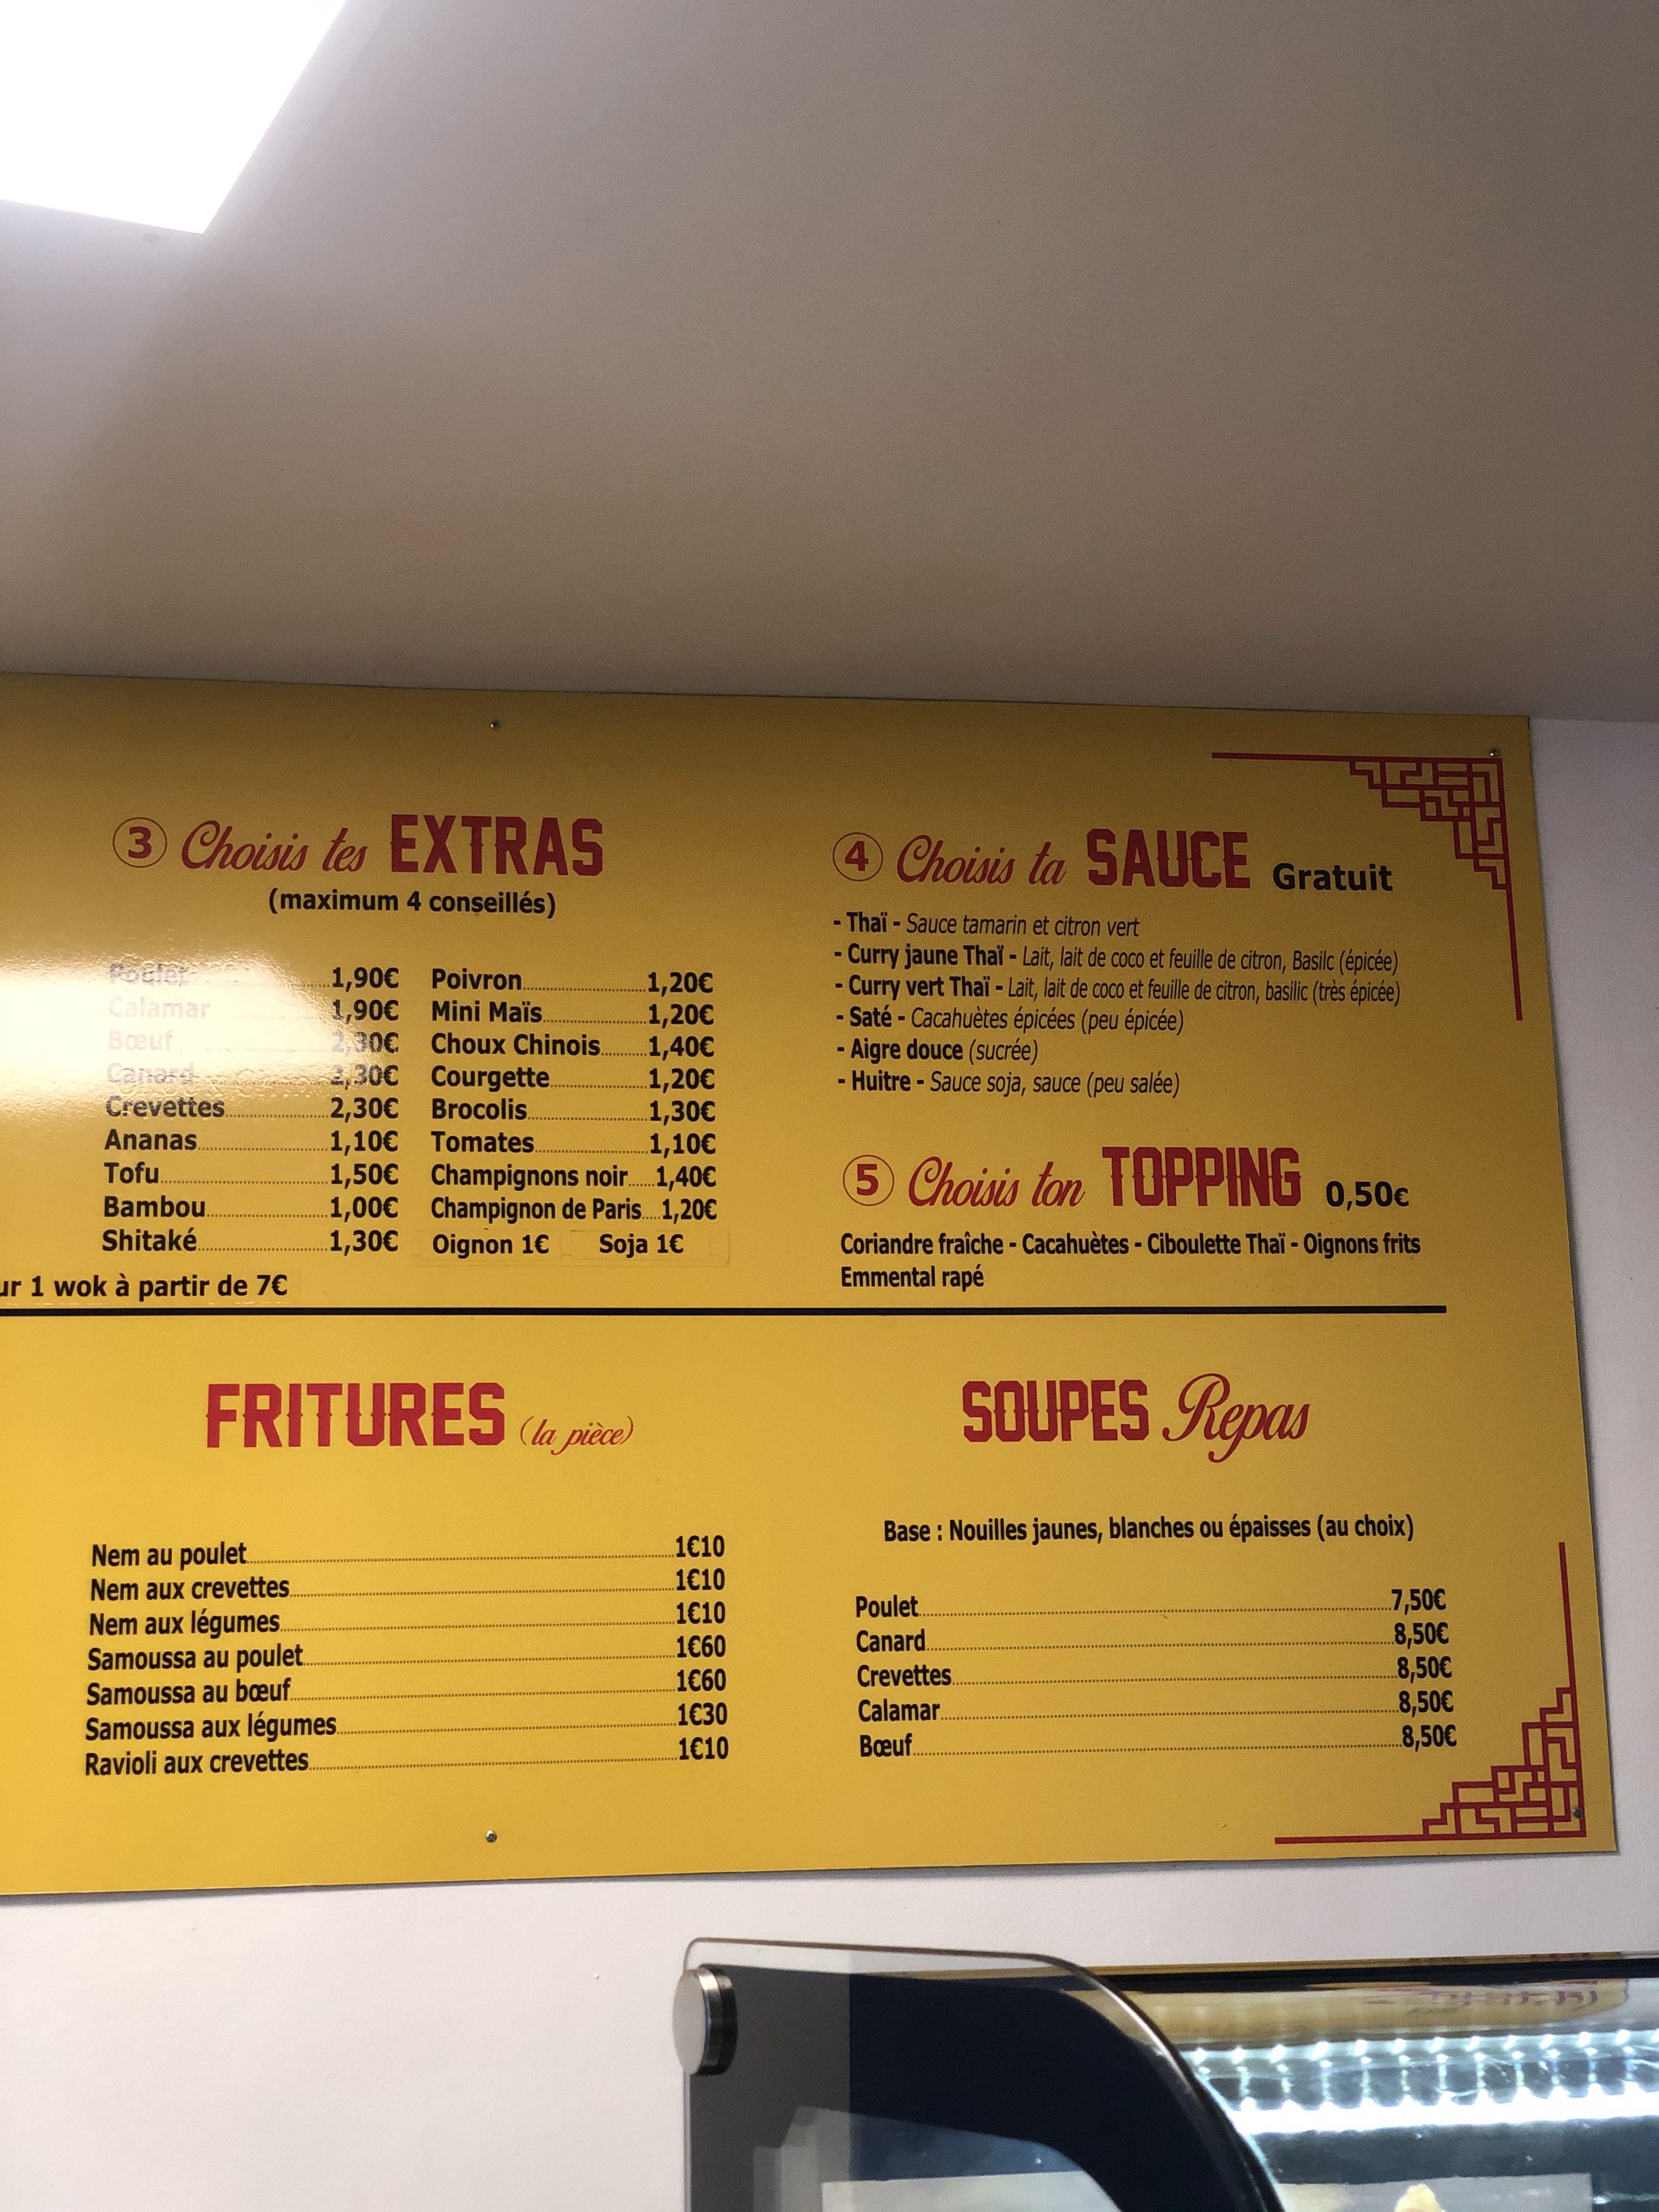 3 Choisis tes EXTRAS
(maximum 4 conseillés)
Poulet 1,90€
Calamar 1,90€
Bœuf 2,30€
Canard 2,30€
Crevettes 2,30€
Ananas 1,10€
Tofu 1,50€
Bambou 1,00€
Shitaké 1,30€
Poivron 1,20€
Mini Maïs 1,20€
Choux Chinois 1,40€
Courgette 1,20€
Brocolis 1,30€
Tomates 1,10€
Champignons noir 1,40€
Champignon de Paris 1,20€
Oignon 1€ Soja 1€
ur 1 wok à partir de 7€
4 Choisis ta SAUCE Gratuit
- Thaï - Sauce tamarin et citron vert
- Curry jaune Thaï - Lait, lait de coco et feuille de citron, Basilc (épicée)
- Curry vert Thaï - Lait, lait de coco et feuille de citron, basilic (très épicée)
- Saté - Cacahuètes épicées (peu épicée)
- Aigre douce (sucrée)
- Huitre - Sauce soja, sauce (peu salée)
5 Choisis ton TOPPING 0,50€
Coriandre fraîche - Cacahuètes - Ciboulette Thaï - Oignons frits
Emmental rapé
FRITURES (la pièce)
Nem au poulet 1€10
Nem aux crevettes 1€10
Nem aux légumes 1€10
Samoussa au poulet 1€60
Samoussa au bœuf 1€60
Samoussa aux légumes 1€30
Ravioli aux crevettes 1€10
SOUPES Repas
Base : Nouilles jaunes, blanches ou épaisses (au choix)
Poulet 7,50€
Canard 8,50€
Crevettes 8,50€
Calamar 8,50€
Bœuf 8,50€